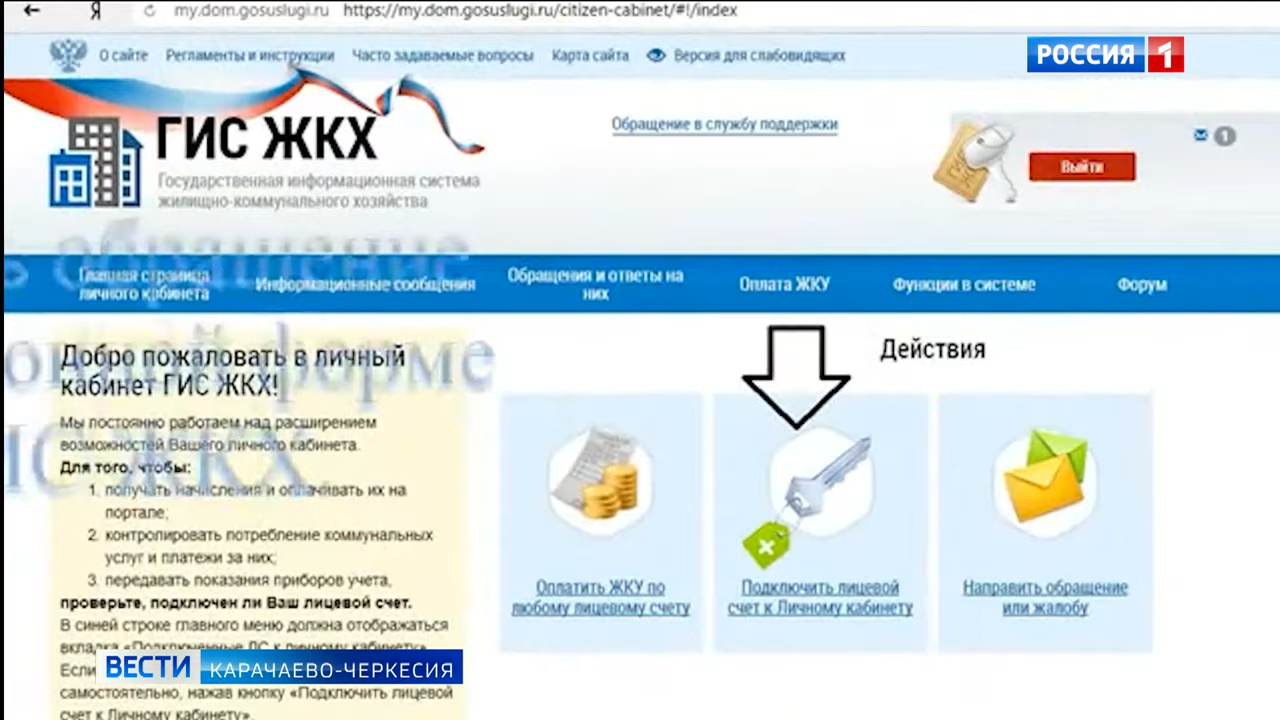 Я my.dom.gosuslugi.ru https://my.dom.gosuslugi.ru/citizen-cabinet/#!/index
О сайте Регламенты и инструкции Часто задаваемые вопросы Карта сайта Версия для слабовидящих
РОССИЯ 1
ГИС ЖКХ
Государственная информационная система
жилищно-коммунального хозяйства
Обращение в службу поддержки
1
Выйти
ь обращение
Главная страница
личного кабинета
Информационные сообщения
Обращения и ответы на
них
Оплата ЖКУ
Функции в системе
Форум
форме
ИС ЖКХ.
Добро пожаловать в личный
кабинет ГИС ЖКХ!
Мы постоянно работаем над расширением
возможностей Вашего личного кабинета.
Для того, чтобы:
1. получать начисления и оплачивать их на
портале;
2. контролировать потребление коммунальных
услуг и платежи за них;
3. передавать показания приборов учета,
проверьте, подключен ли Ваш лицевой счет.
В синей строке главного меню должна отображаться
вкладка «Подключенные ЛС к личному кабинету»
Если
самостоятельно, нажав кнопку «Подключить лицевой
счет к Личному кабинету».
Действия
Оплатить ЖКУ по
любому лицевому счету
Подключить лицевой
счет к Личному кабинету
Направить обращение
или жалобу
ВЕСТИ КАРАЧАЕВО-ЧЕРКЕСИЯ